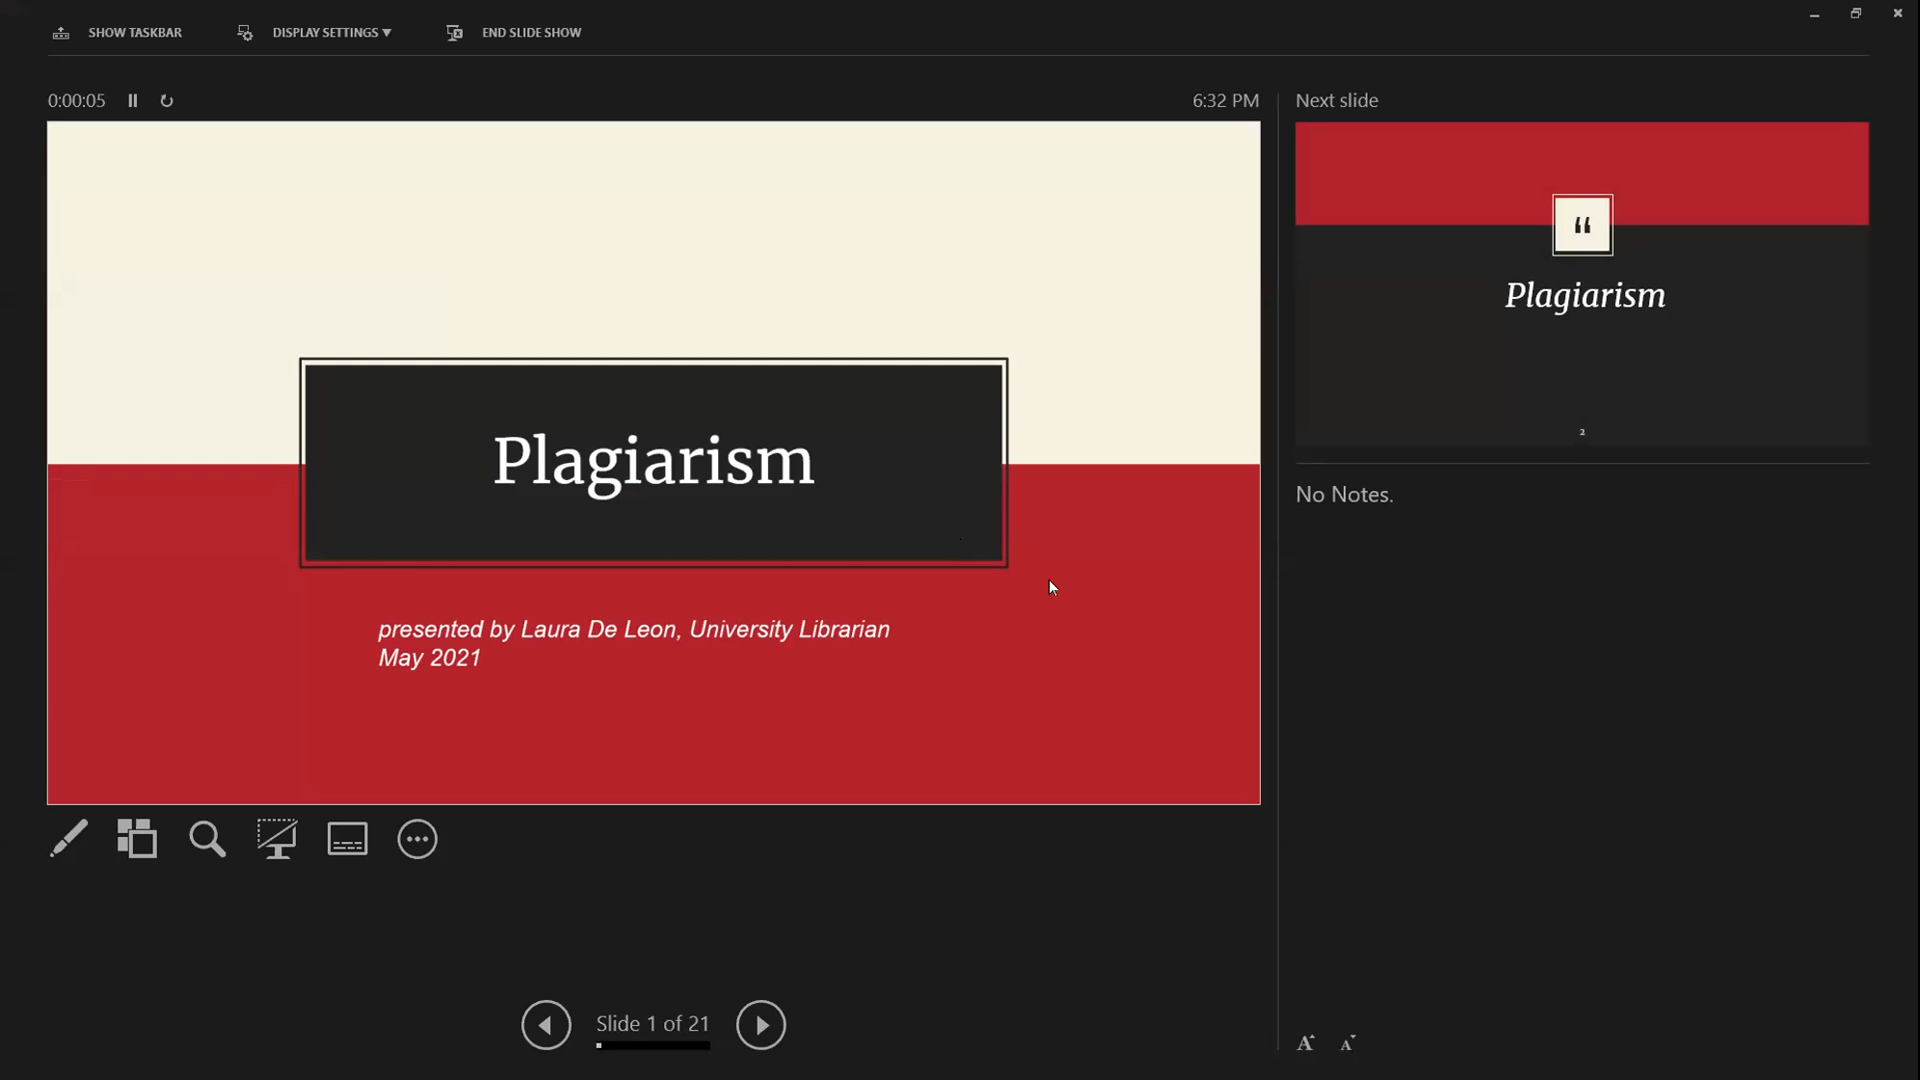 SHOW TASKBAR
DISPLAY SETTINGS ▼
END SLIDE SHOW
0:00:05
6:32 PM
Plagiarism
presented by Laura De Leon, University Librarian
May 2021
Slide 1 of 21
Next slide
“
Plagiarism
2
No Notes.
A A